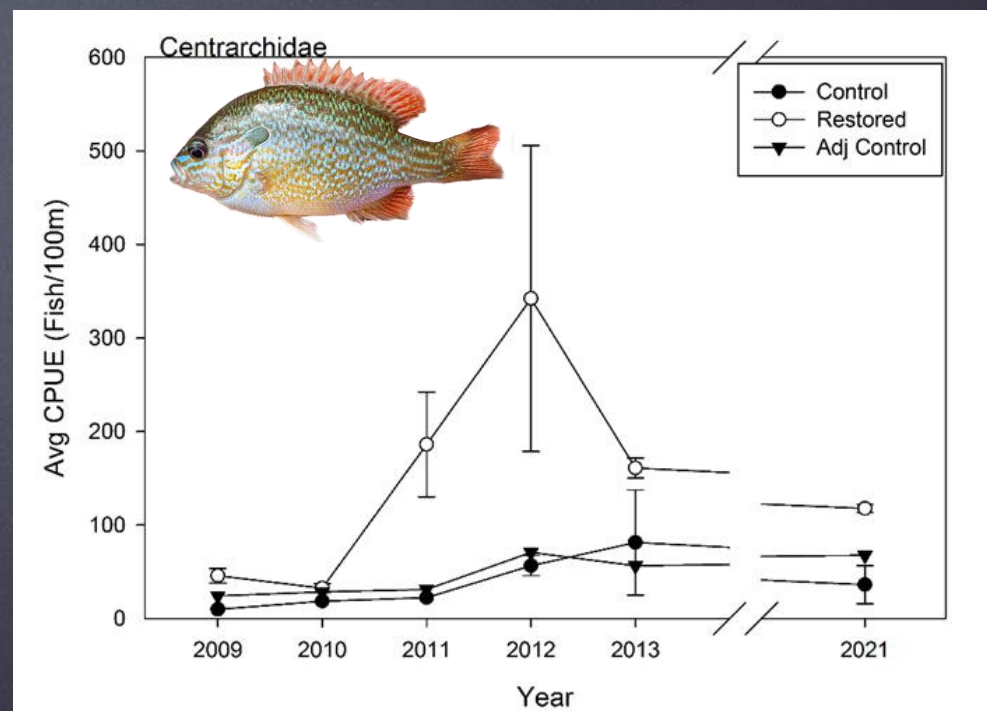 Centrarchidae
600
500
400
300
200
100
0
Avg CPUE (Fish/100m)
Control
Restored
Adj Control
2009 2010 2011 2012 2013 2021
Year